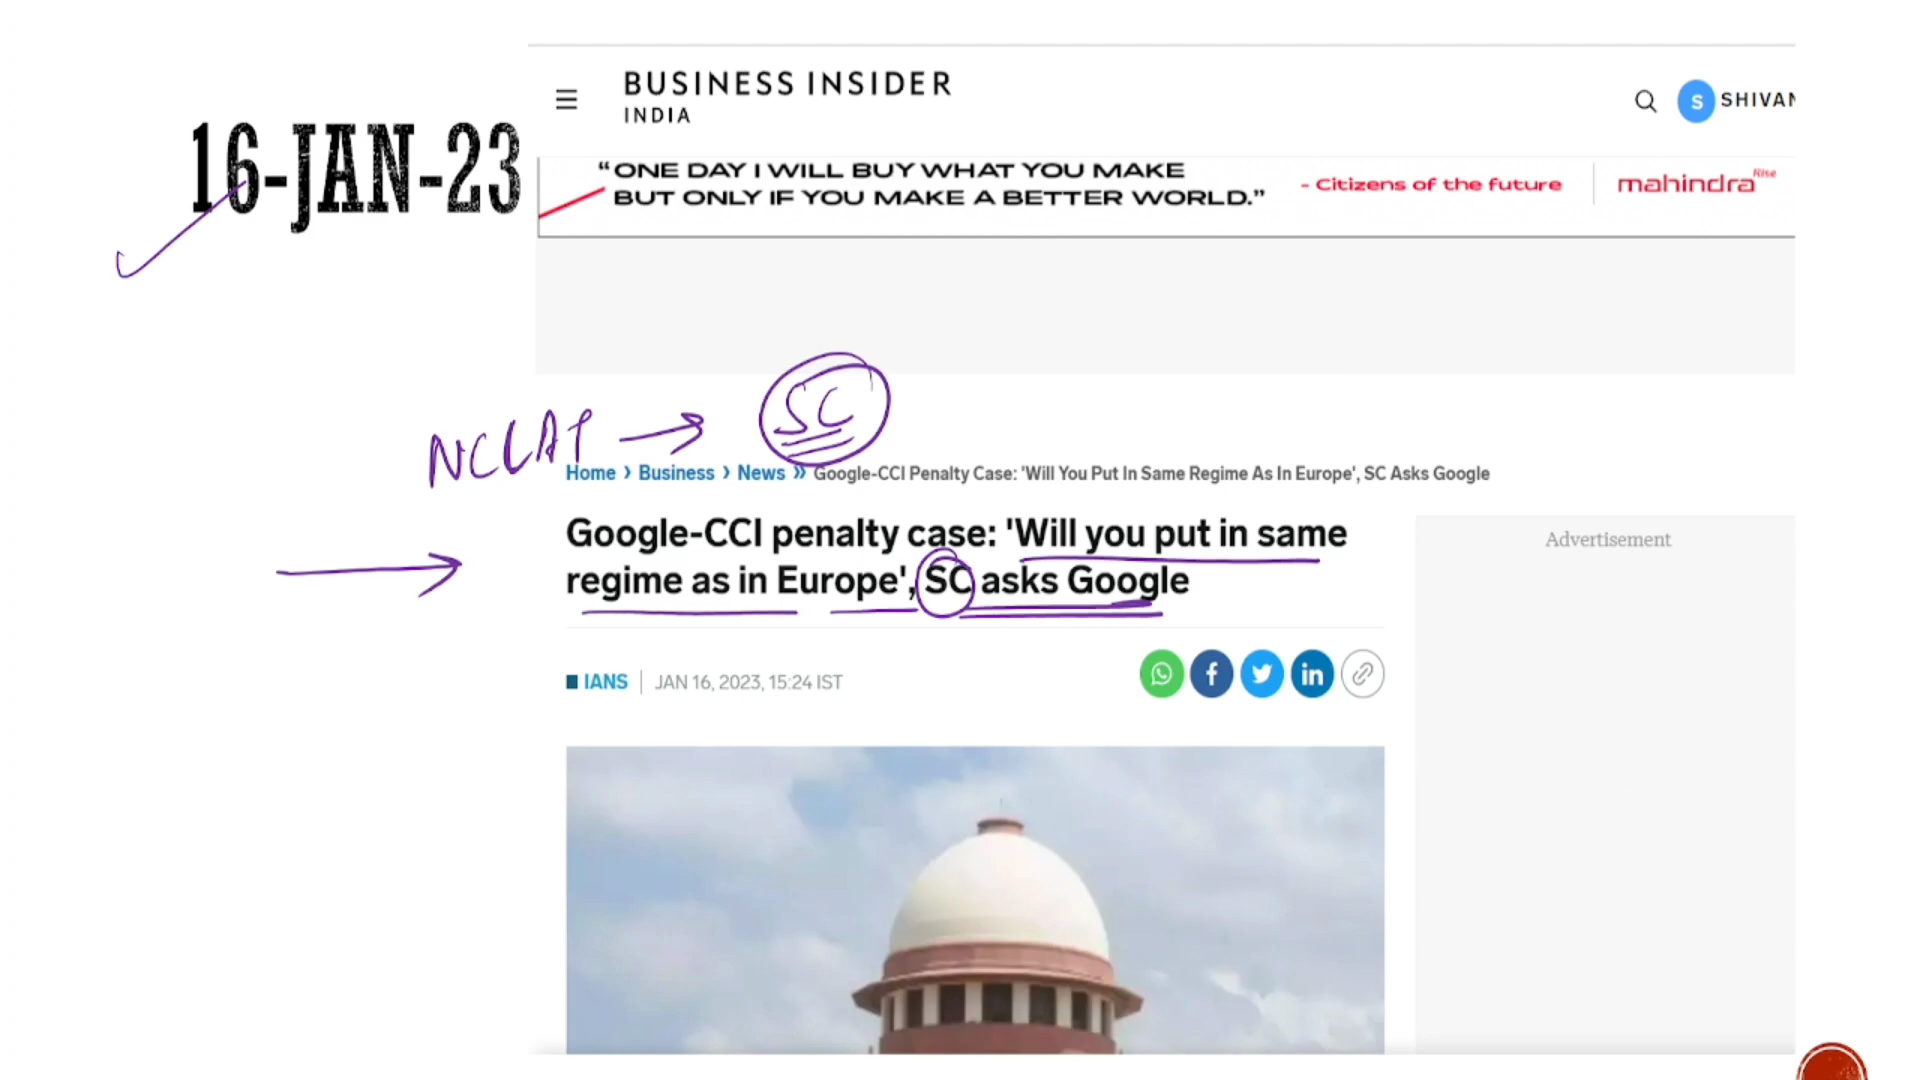 16-JAN-23
BUSINESS INSIDER
INDIA
S SHIVAN
“ONE DAY I WILL BUY WHAT YOU MAKE
BUT ONLY IF YOU MAKE A BETTER WORLD.”
- Citizens of the future
mahindra Rise
NCLAT → SC
Home › Business › News » Google-CCI Penalty Case: 'Will You Put In Same Regime As In Europe', SC Asks Google
Google-CCI penalty case: 'Will you put in same
regime as in Europe', SC asks Google
Advertisement
IANS | JAN 16, 2023, 15:24 IST